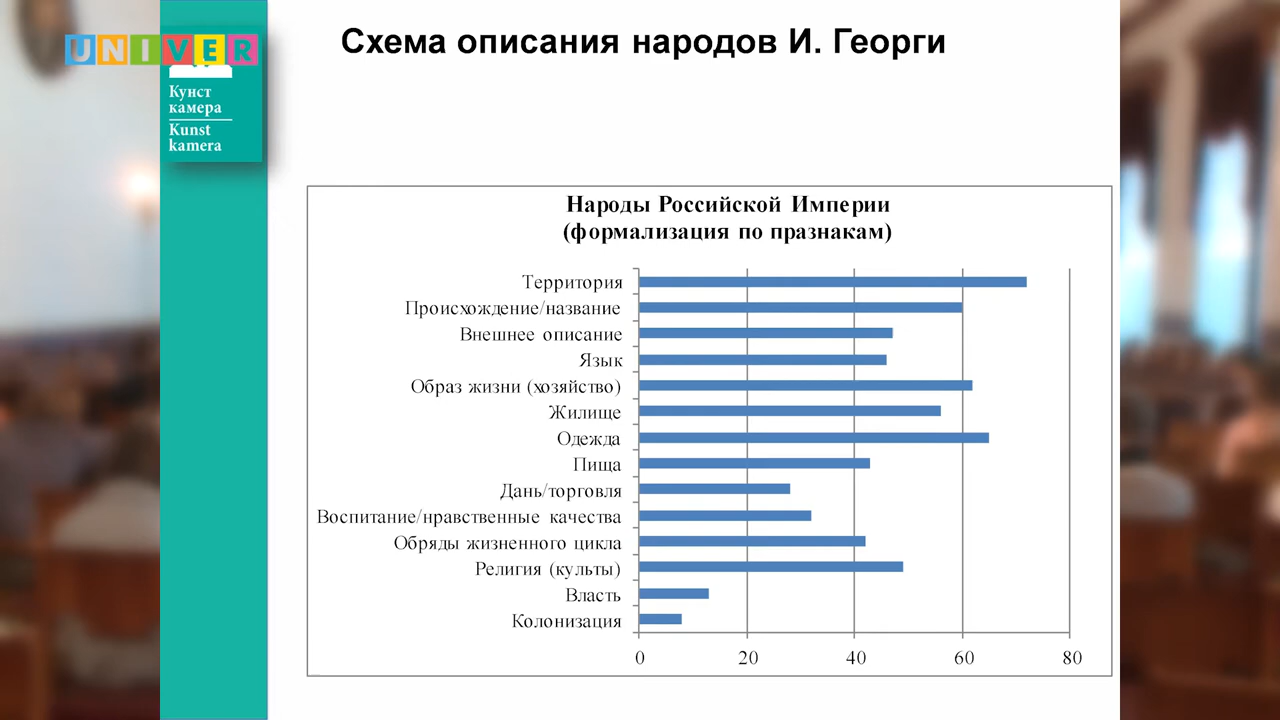 Схема описания народов И. Георги
UNIVER
Кунст
камера
Kunst
kamera
Народы Российской Империи
(формализация по празнакам)
Территория
Происхождение/название
Внешнее описание
Язык
Образ жизни (хозяйство)
Жилище
Одежда
Пища
Дань/торговля
Воспитание/нравственные качества
Обряды жизненного цикла
Религия (культы)
Власть
Колонизация
0 20 40 60 80